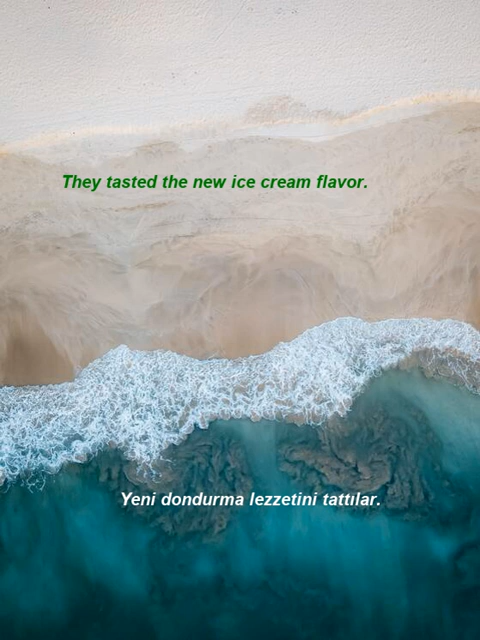 They tasted the new ice cream flavor.
Yeni dondurma lezzetini tattılar.